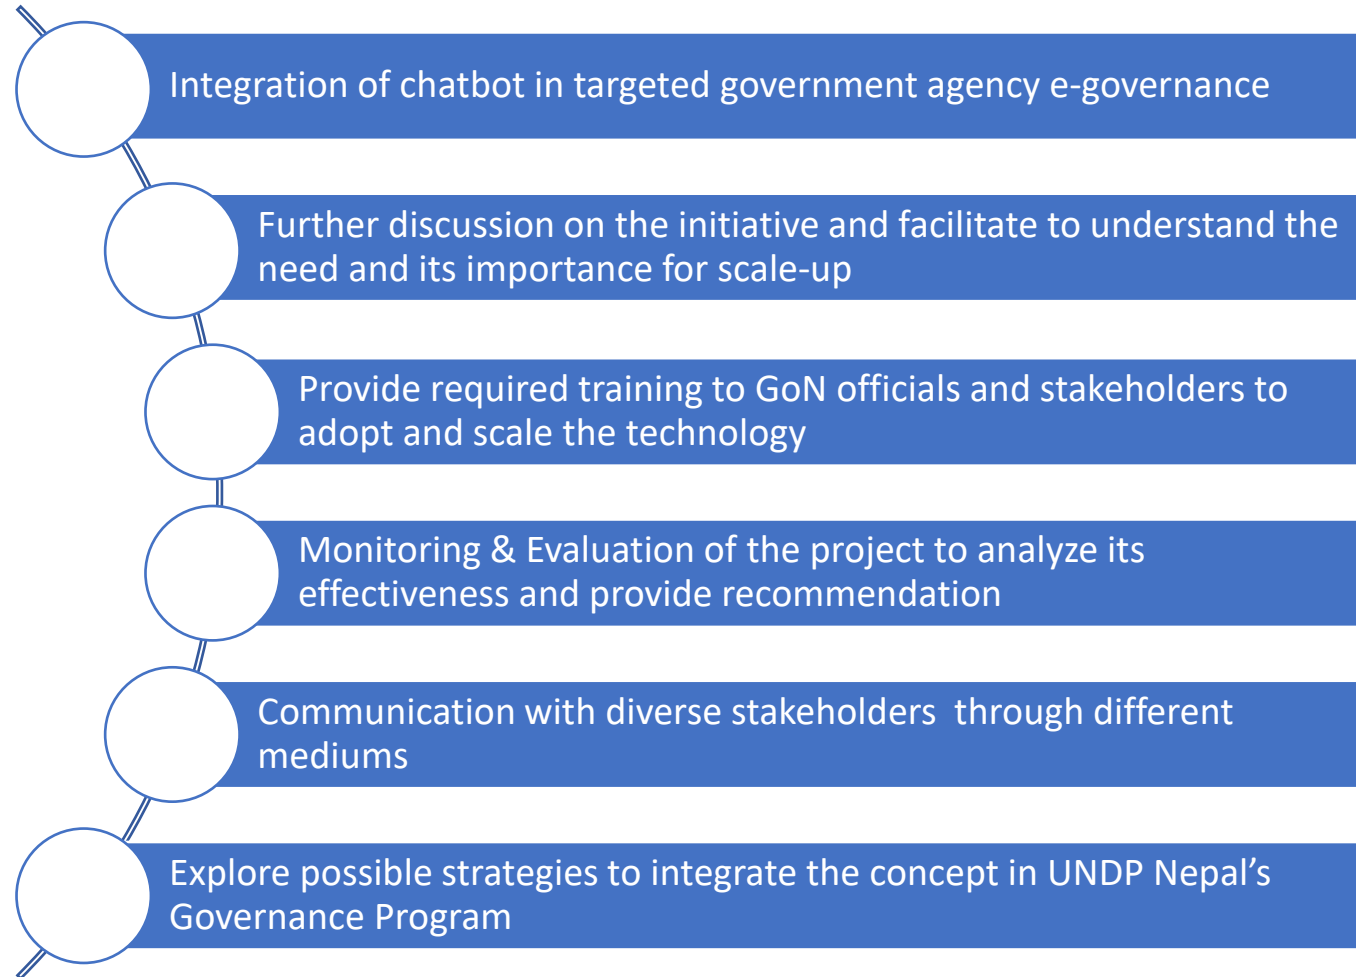 Integration of chatbot in targeted government agency e-governance
Further discussion on the initiative and facilitate to understand the
need and its importance for scale-up
Provide required training to GoN officials and stakeholders to
adopt and scale the technology
Monitoring & Evaluation of the project to analyze its
effectiveness and provide recommendation
Communication with diverse stakeholders  through different
mediums
Explore possible strategies to integrate the concept in UNDP Nepal’s
Governance Program